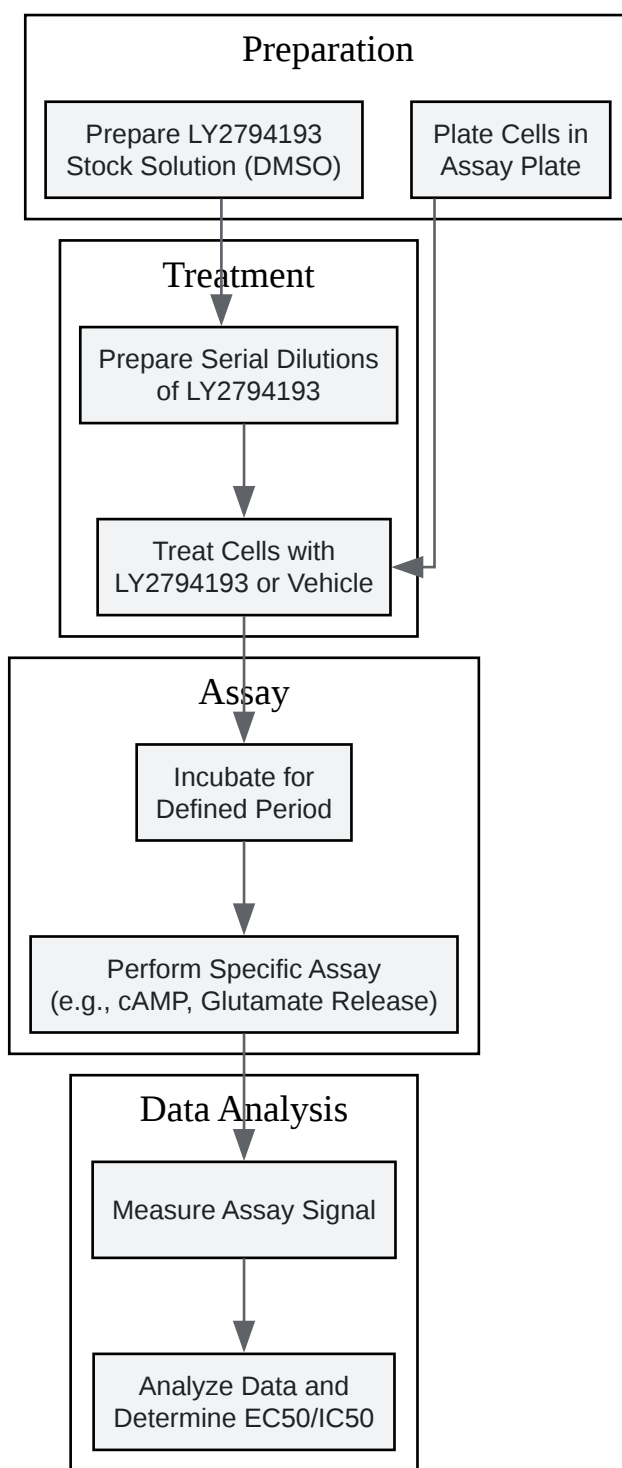 Preparation
Prepare LY2794193
Stock Solution (DMSO)
Plate Cells in
Assay Plate
Treatment
Prepare Serial Dilutions
of LY2794193
Treat Cells with
LY2794193 or Vehicle
Assay
Incubate for
Defined Period
Perform Specific Assay
(e.g., cAMP, Glutamate Release)
Data Analysis
Measure Assay Signal
Analyze Data and
Determine EC50/IC50